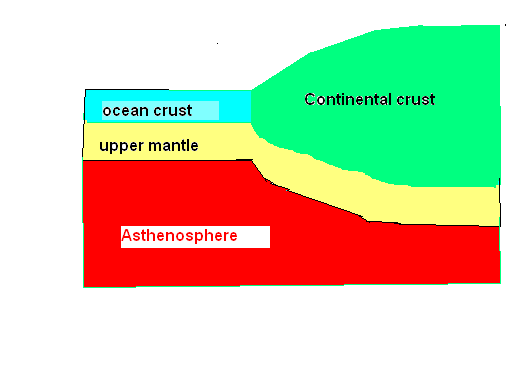 Continental crust
ocean crust
upper mantle
Asthenosphere